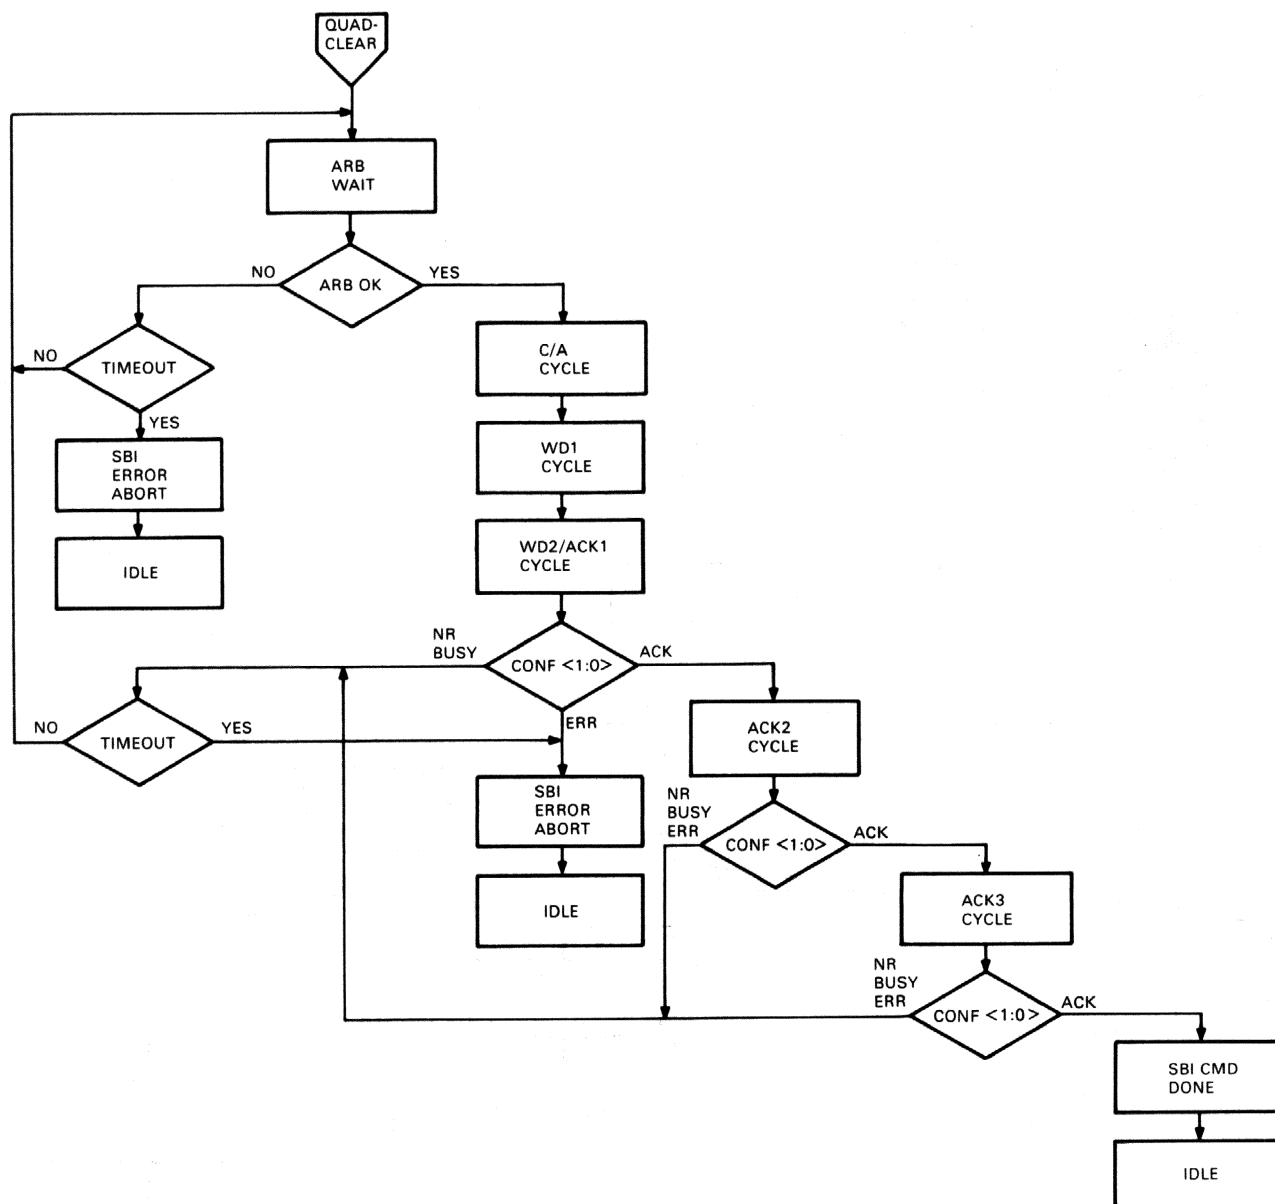 QUAD-
CLEAR
ARB
WAIT
NO
ARB OK
YES
NO
TIMEOUT
YES
SBI
ERROR
ABORT
IDLE
C/A
CYCLE
WD1
CYCLE
WD2/ACK1
CYCLE
NR
BUSY
CONF <1:0>
ACK
ERR
NO
TIMEOUT
YES
SBI
ERROR
ABORT
IDLE
ACK2
CYCLE
NR
BUSY
ERR
CONF <1:0>
ACK
ACK3
CYCLE
NR
BUSY
ERR
CONF <1:0>
ACK
SBI CMD
DONE
IDLE